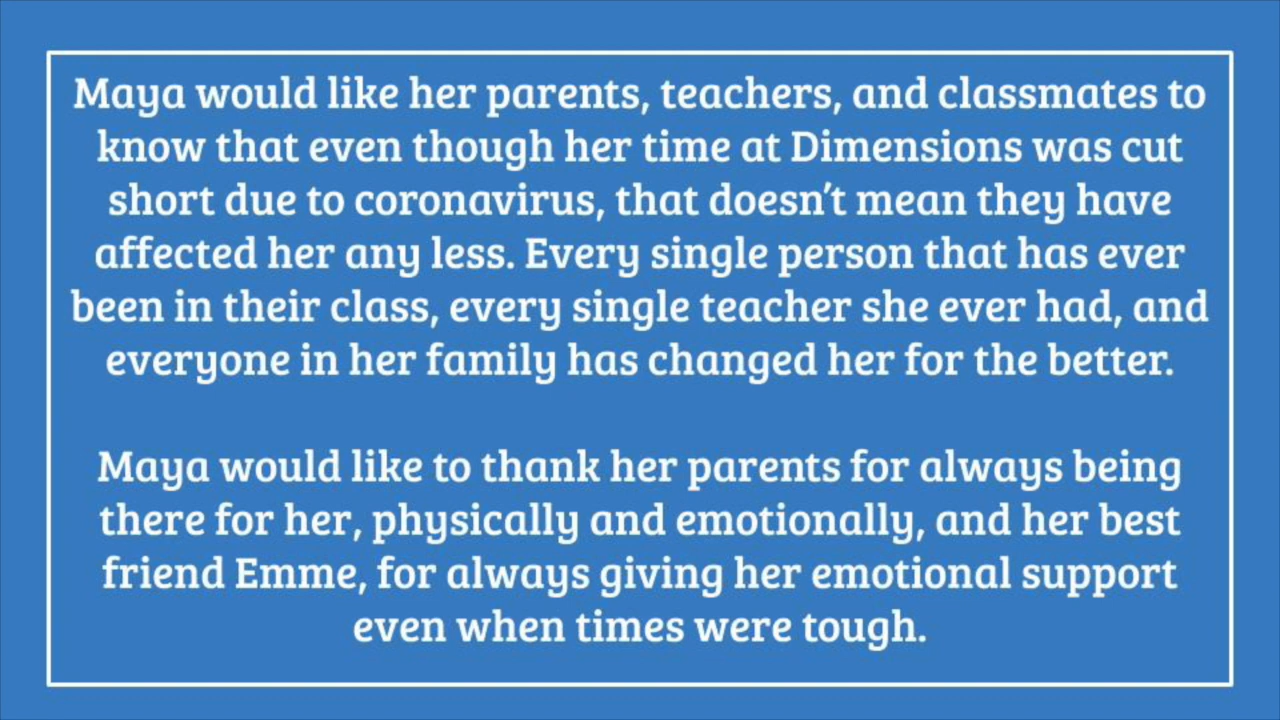 Maya would like her parents, teachers, and classmates to
know that even though her time at Dimensions was cut
short due to coronavirus, that doesn’t mean they have
affected her any less. Every single person that has ever
been in their class, every single teacher she ever had, and
everyone in her family has changed her for the better.
Maya would like to thank her parents for always being
there for her, physically and emotionally, and her best
friend Emme, for always giving her emotional support
even when times were tough.